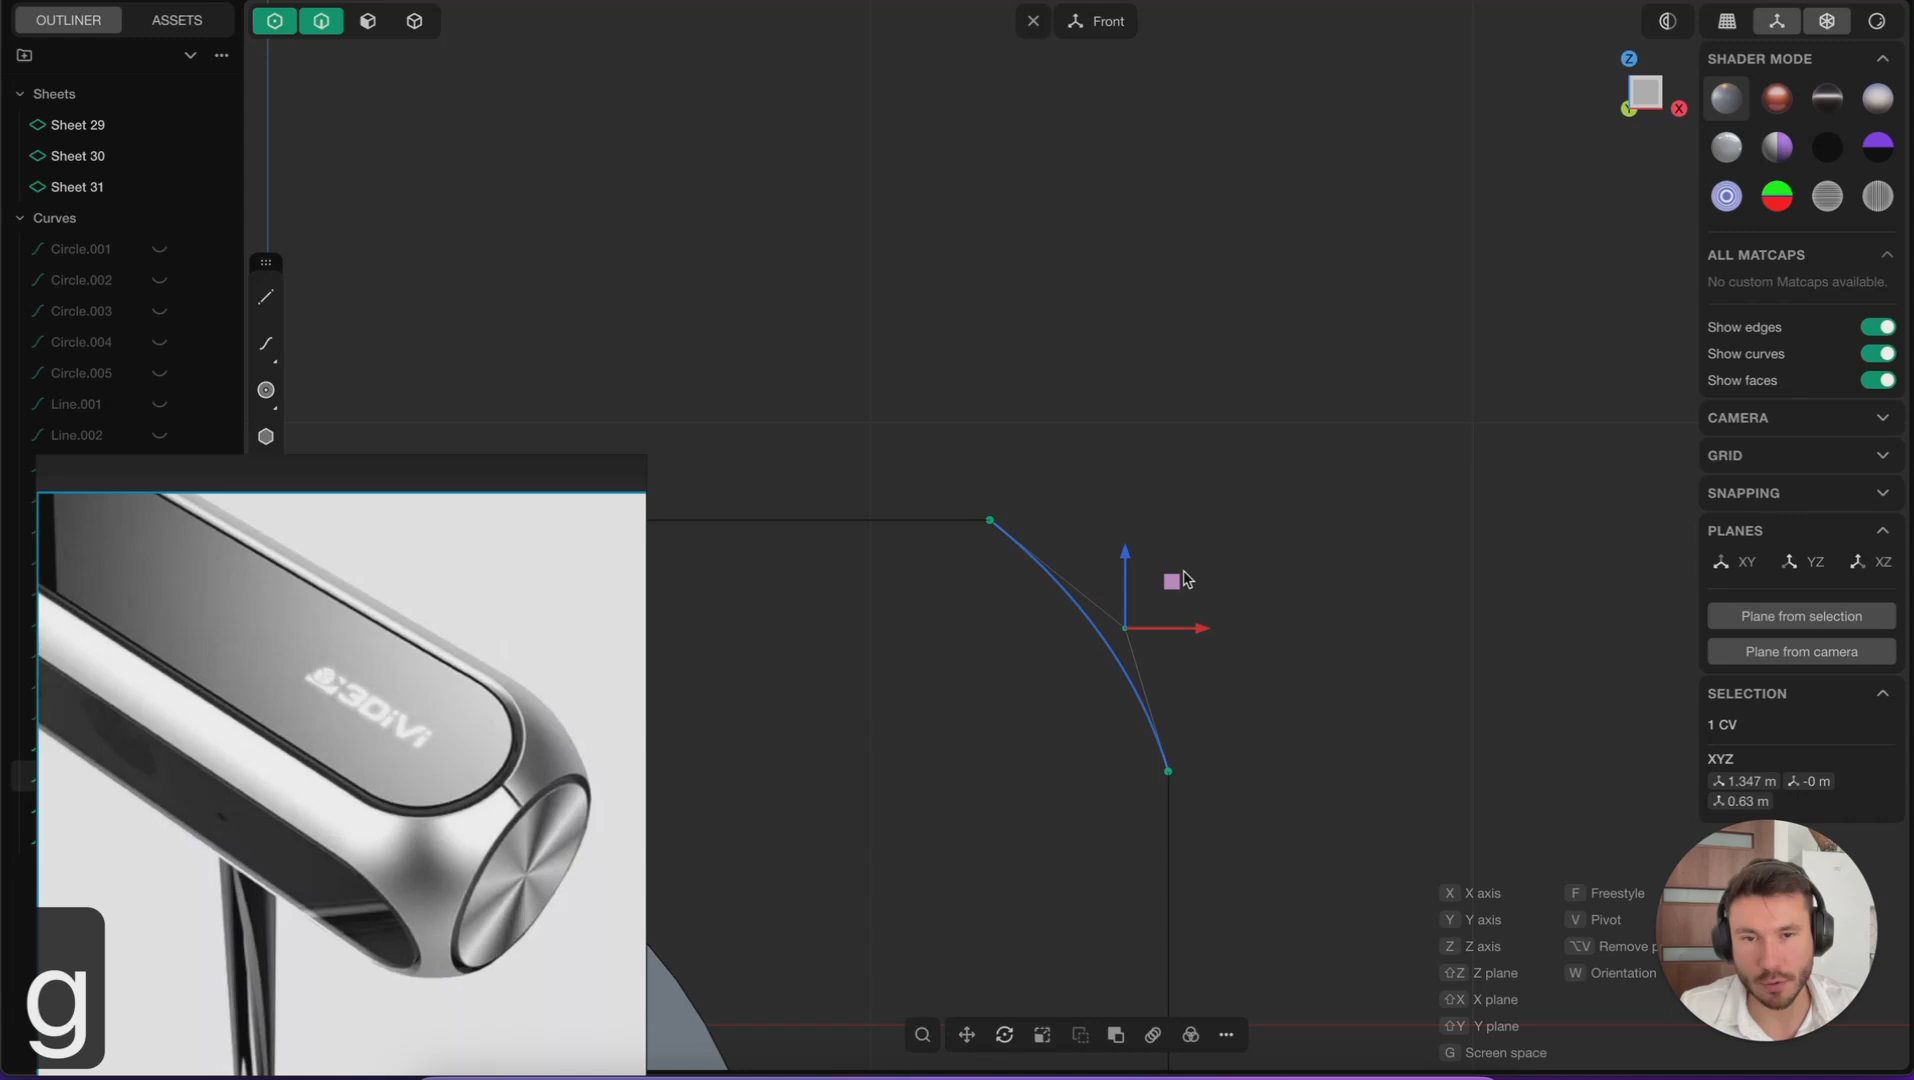 OUTLINER
ASSETS
Front
Z
Y
X
SHADER MODE
Sheets
Sheet 29
Sheet 30
Sheet 31
Curves
Circle.001
Circle.002
Circle.003
Circle.004
Circle.005
Line.001
Line.002
ALL MATCAPS
No custom Matcaps available.
Show edges
Show curves
Show faces
CAMERA
GRID
SNAPPING
PLANES
XY
YZ
XZ
Plane from selection
Plane from camera
SELECTION
1 CV
XYZ
1.347 m
-0 m
0.63 m
3DiVi
g
X X axis
F Freestyle
Y Y axis
V Pivot
Z Z axis
⌥V Remove
W Orientation
⇧Z Z plane
⇧X X plane
⇧Y Y plane
G Screen space